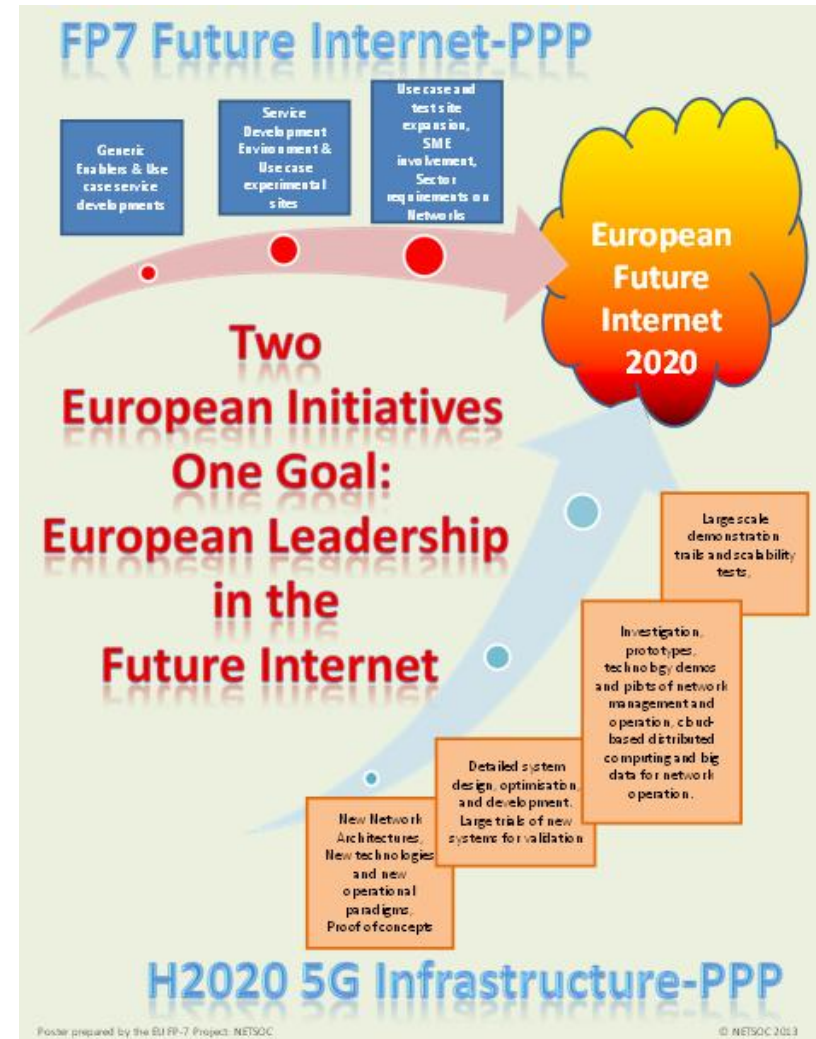 FP7 Future Internet-PPP
Generic
Enablers & Use
case service
developments
Service
Development
Environment &
Use case
experimental
sites
Use case and
test site
expansion,
SME
involvement,
Sector
requirements on
Networks
European
Future
Internet
2020
Two
European Initiatives
One Goal:
European Leadership
in the
Future Internet
Large scale
demonstration
trails and scalability
tests,
Investigation,
prototypes,
technology demos
and pilots of network
management and
operation, cloud-
based distributed
computing and big
data for network
operation.
Detailed system
design, optimisation,
and development.
Large trials of new
systems for validation
New Network
Architectures,
New technologies
and new
operational
paradigms,
Proof of concepts
H2020 5G Infrastructure-PPP
Poster prepared by the EU FP-7 Project: NETSOC
© NETSOC 2013